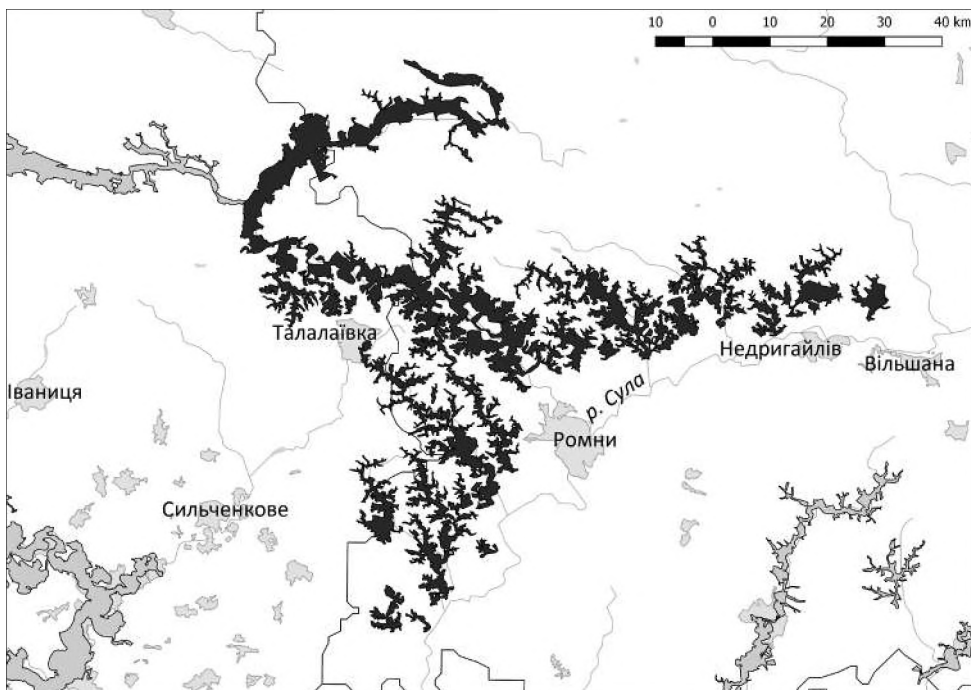 10 0 10 20 30 40 km
Талалаївка
Недригайлів
Вільшана
Іваниця
р. Сула
Ромни
Сильченкове